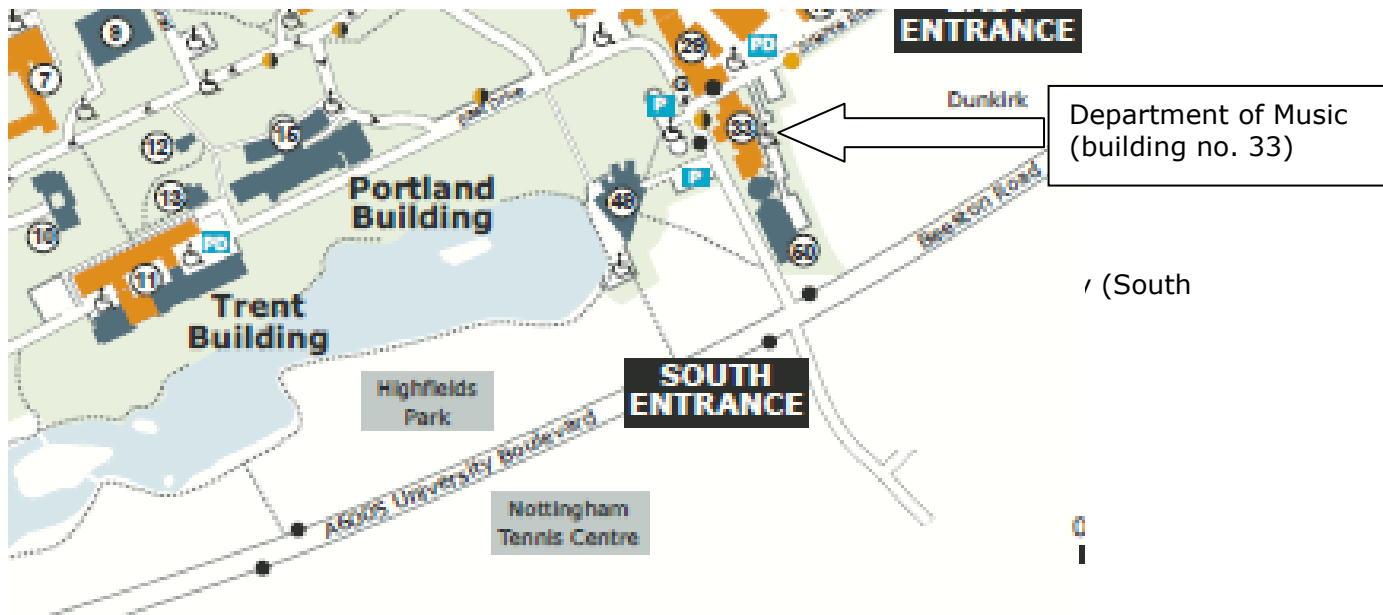 ENTRANCE
8
28
PD
7
G
P
Dunkirk
Department of Music
(building no. 33)
15
33
12
P
Portland
Building
13
48
Beeston Road
10
PD
60
11
Trent
Building
/ (South
SOUTH
ENTRANCE
Highfields
Park
A6005 University Boulevard
Nottingham
Tennis Centre